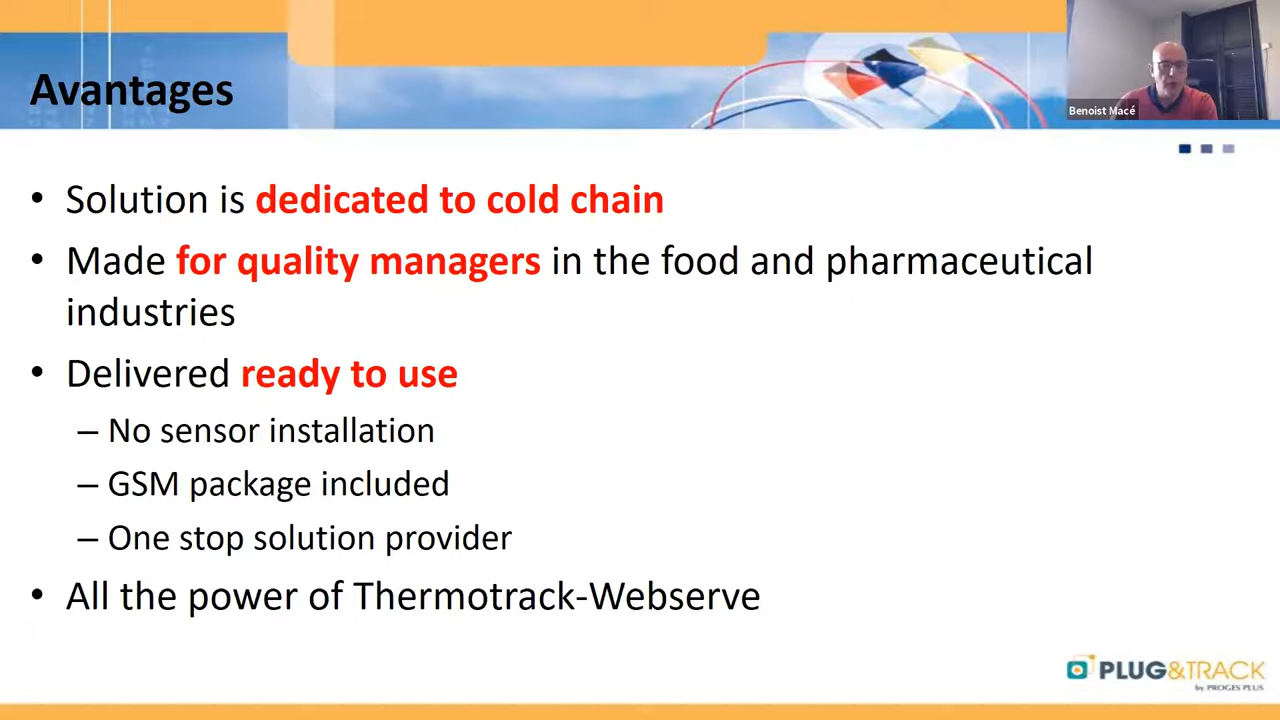 Avantages
Benoist Macé
• Solution is dedicated to cold chain
• Made for quality managers in the food and pharmaceutical
industries
• Delivered ready to use
– No sensor installation
– GSM package included
– One stop solution provider
• All the power of Thermotrack-Webserve
PLUG&TRACK
by PROGES PLUS